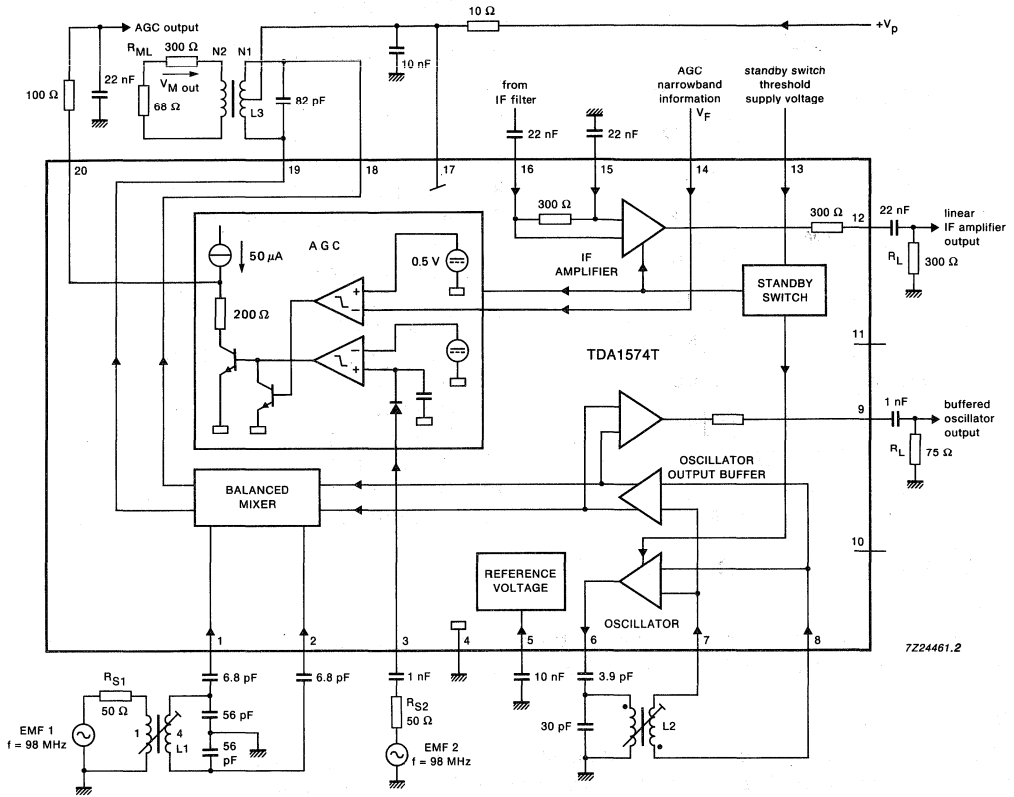 10 Ω
+Vp
AGC output
RML
300 Ω
N2
N1
10 nF
22 nF
VM out
100 Ω
68 Ω
L3
82 pF
from
IF filter
22 nF
22 nF
AGC
narrowband
information
VF
standby switch
threshold
supply voltage
20
19
18
17
16
15
14
13
300 Ω
300 Ω
12
22 nF
linear
IF amplifier
output
RL
300 Ω
50 μA
AGC
0.5 V
IF
AMPLIFIER
STANDBY
SWITCH
200 Ω
11
TDA1574T
9
1 nF
buffered
oscillator
output
RL
75 Ω
OSCILLATOR
OUTPUT BUFFER
BALANCED
MIXER
10
REFERENCE
VOLTAGE
OSCILLATOR
1
2
3
4
5
6
7
8
7Z24461.2
6.8 pF
6.8 pF
1 nF
10 nF
3.9 pF
RS1
50 Ω
56 pF
RS2
50 Ω
30 pF
L2
EMF 1
f = 98 MHz
1
4
L1
56
pF
EMF 2
f = 98 MHz